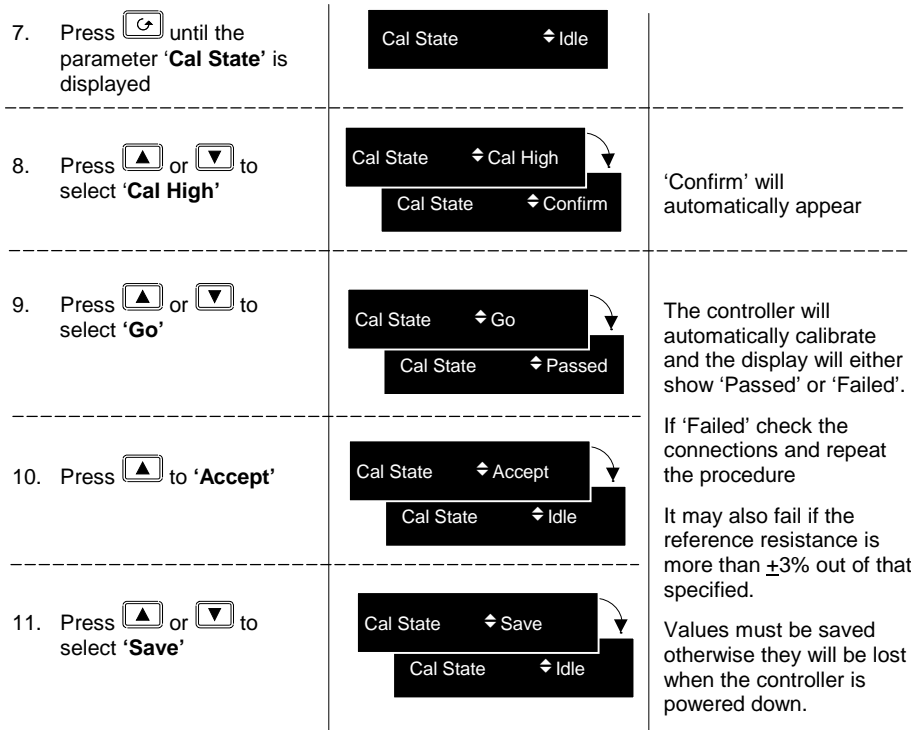 7. Press until the
parameter ‘Cal State’ is
displayed
Cal State Idle
8. Press or to
select ‘Cal High’
Cal State Cal High
Cal State Confirm
‘Confirm’ will
automatically appear
9. Press or to
select ‘Go’
Cal State Go
Cal State Passed
The controller will
automatically calibrate
and the display will either
show ‘Passed’ or ‘Failed’.
If ‘Failed’ check the
connections and repeat
the procedure
It may also fail if the
reference resistance is
more than +3% out of that
specified.
10. Press to ‘Accept’
Cal State Accept
Cal State Idle
11. Press or to
select ‘Save’
Cal State Save
Cal State Idle
Values must be saved
otherwise they will be lost
when the controller is
powered down.